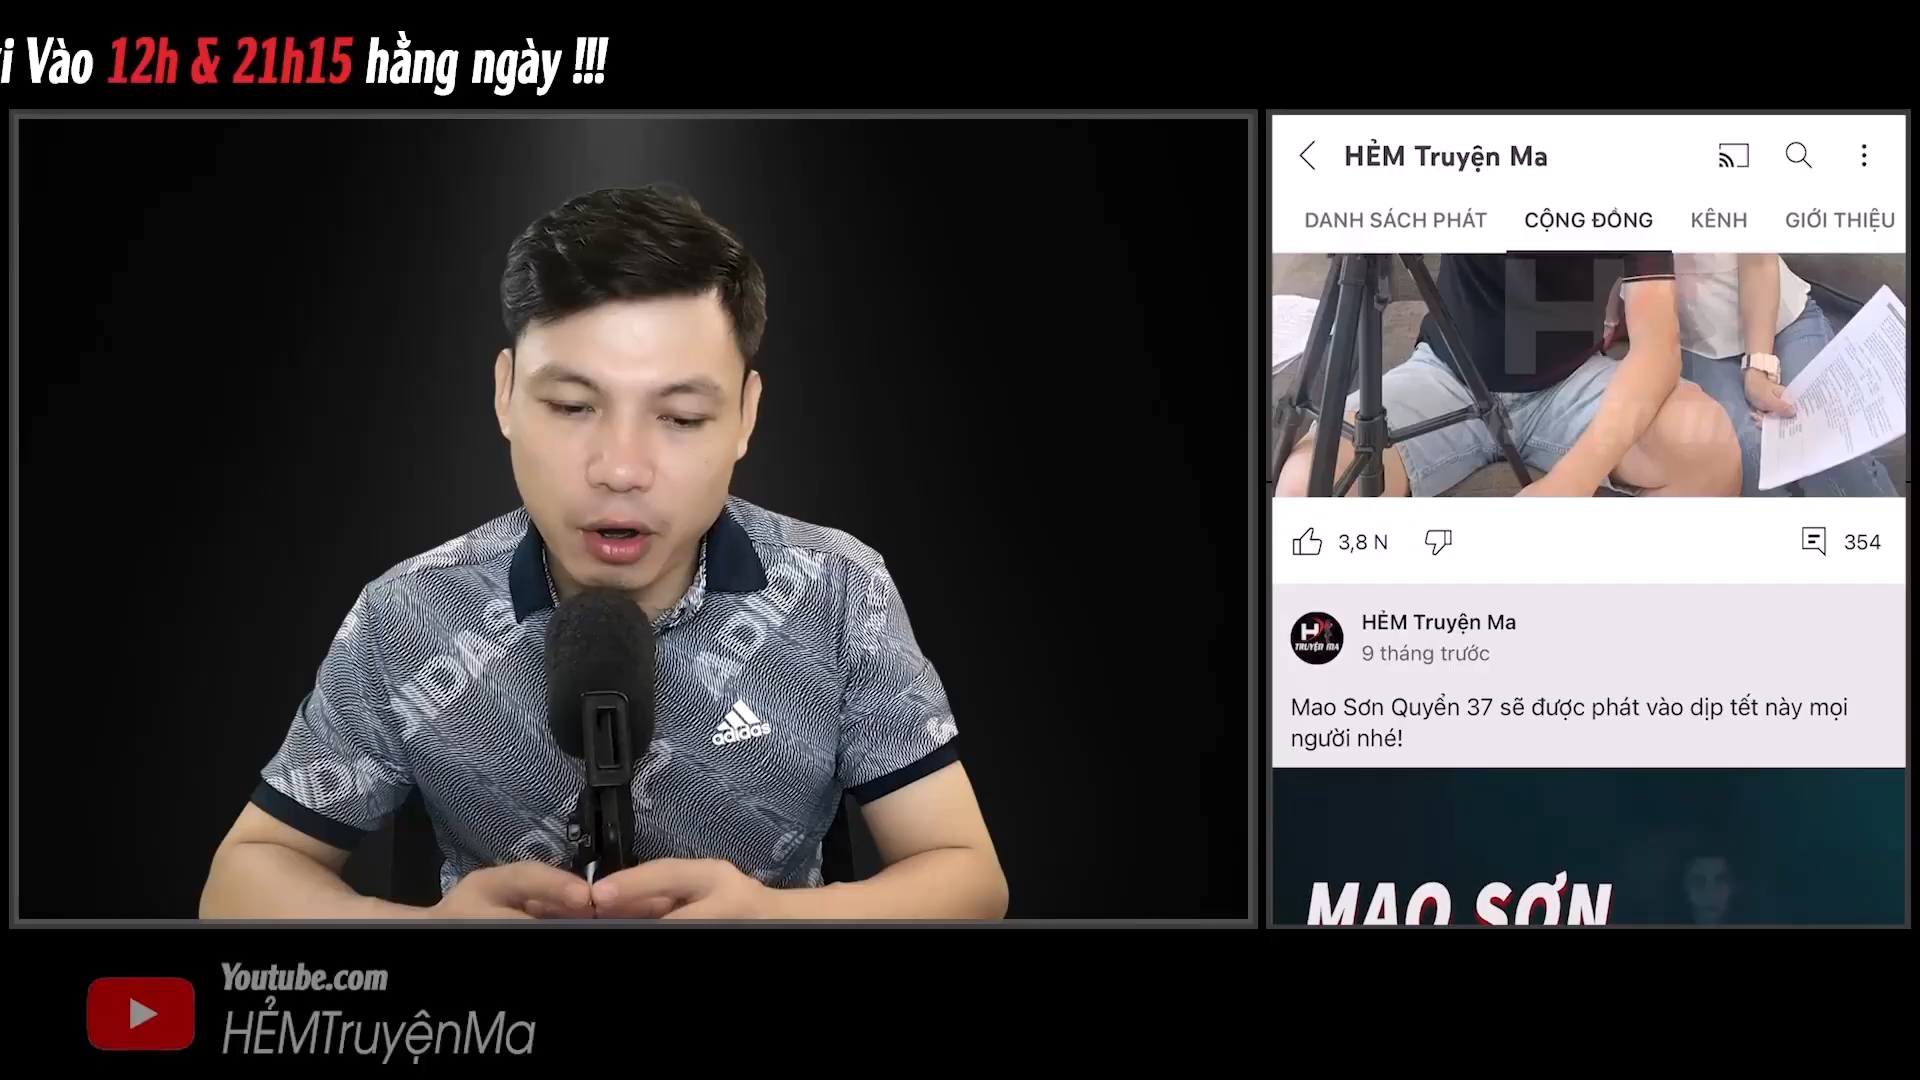 i Vào 12h & 21h15 hằng ngày !!!
HẺM Truyện Ma
DANH SÁCH PHÁT
CỘNG ĐỒNG
KÊNH
GIỚI THIỆU
3,8 N
354
H
TRUYỆN MA
HẺM Truyện Ma
9 tháng trước
Mao Sơn Quyển 37 sẽ được phát vào dịp tết này mọi
người nhé!
MAO SƠN
adidas
Youtube.com
HẺMTruyệnMa